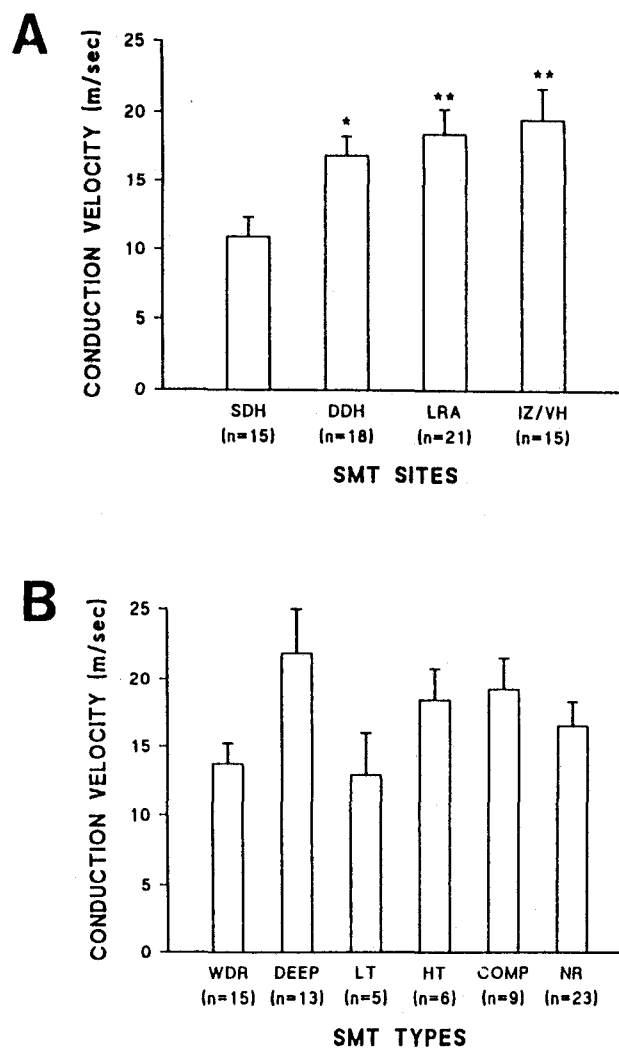 A
CONDUCTION VELOCITY (m/sec)
25
20
15
10
5
0
*
**
**
SDH DDH LRA IZ/VH
(n=15) (n=18) (n=21) (n=15)
SMT SITES
B
CONDUCTION VELOCITY (m/sec)
25
20
15
10
5
0
WDR DEEP LT HT COMP NR
(n=15) (n=13) (n=5) (n=6) (n=9) (n=23)
SMT TYPES